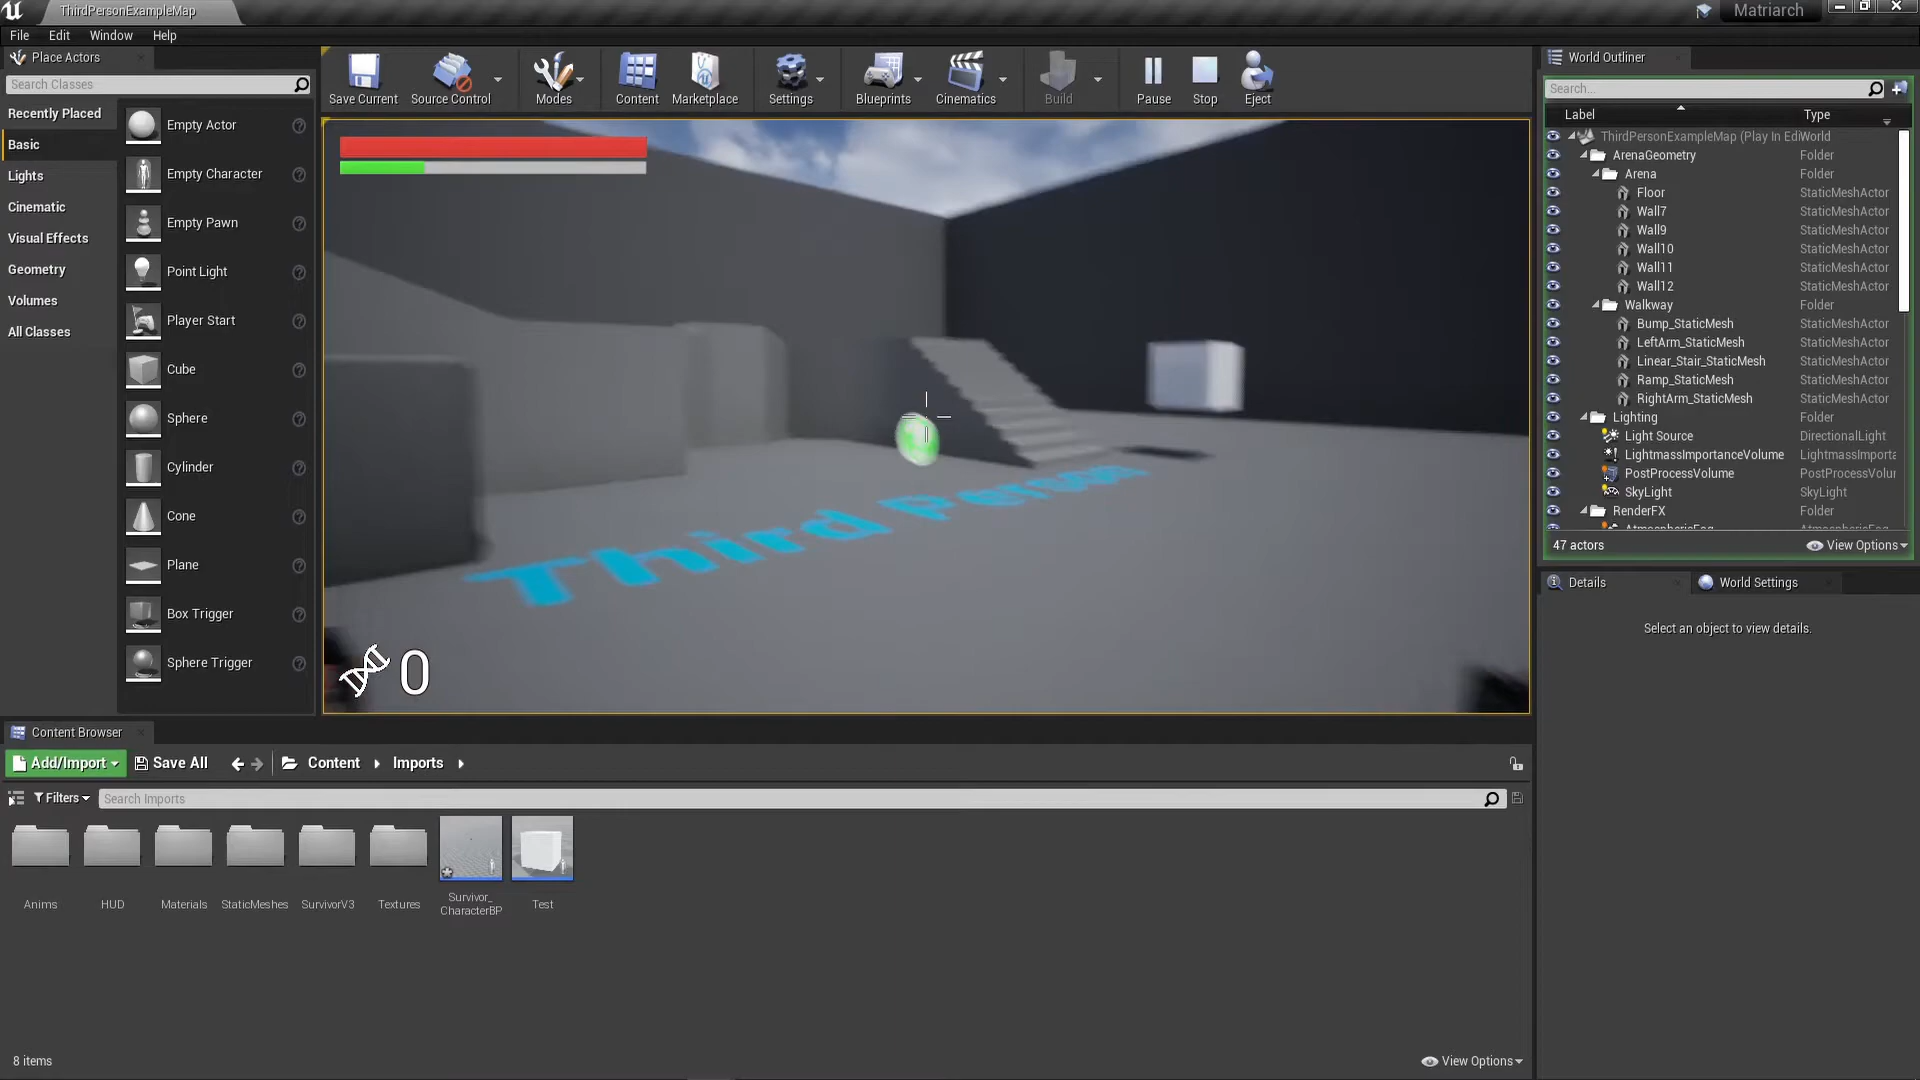 ThirdPersonExampleMap
Matriarch
File Edit Window Help
Place Actors
Search Classes
Recently Placed
Basic
Lights
Cinematic
Visual Effects
Geometry
Volumes
All Classes
Empty Actor
Empty Character
Empty Pawn
Point Light
Player Start
Cube
Sphere
Cylinder
Cone
Plane
Box Trigger
Sphere Trigger
Save Current Source Control Modes Content Marketplace Settings Blueprints Cinematics Build Pause Stop Eject
Third Person
0
World Outliner
Search...
Label Type
ThirdPersonExampleMap (Play In Edi World
ArenaGeometry Folder
Arena Folder
Floor StaticMeshActor
Wall7 StaticMeshActor
Wall9 StaticMeshActor
Wall10 StaticMeshActor
Wall11 StaticMeshActor
Wall12 StaticMeshActor
Walkway Folder
Bump_StaticMesh StaticMeshActor
LeftArm_StaticMesh StaticMeshActor
Linear_Stair_StaticMesh StaticMeshActor
Ramp_StaticMesh StaticMeshActor
RightArm_StaticMesh StaticMeshActor
Lighting Folder
Light Source DirectionalLight
LightmassImportanceVolume LightmassImporta
PostProcessVolume PostProcessVolur
SkyLight SkyLight
RenderFX Folder
AtmosphericFog AtmosphericFog
47 actors View Options
Details World Settings
Select an object to view details.
Content Browser
Add/Import Save All Content Imports
Filters Search Imports
Anims
HUD
Materials
StaticMeshes
SurvivorV3
Textures
Survivor_
CharacterBP
Test
8 items View Options